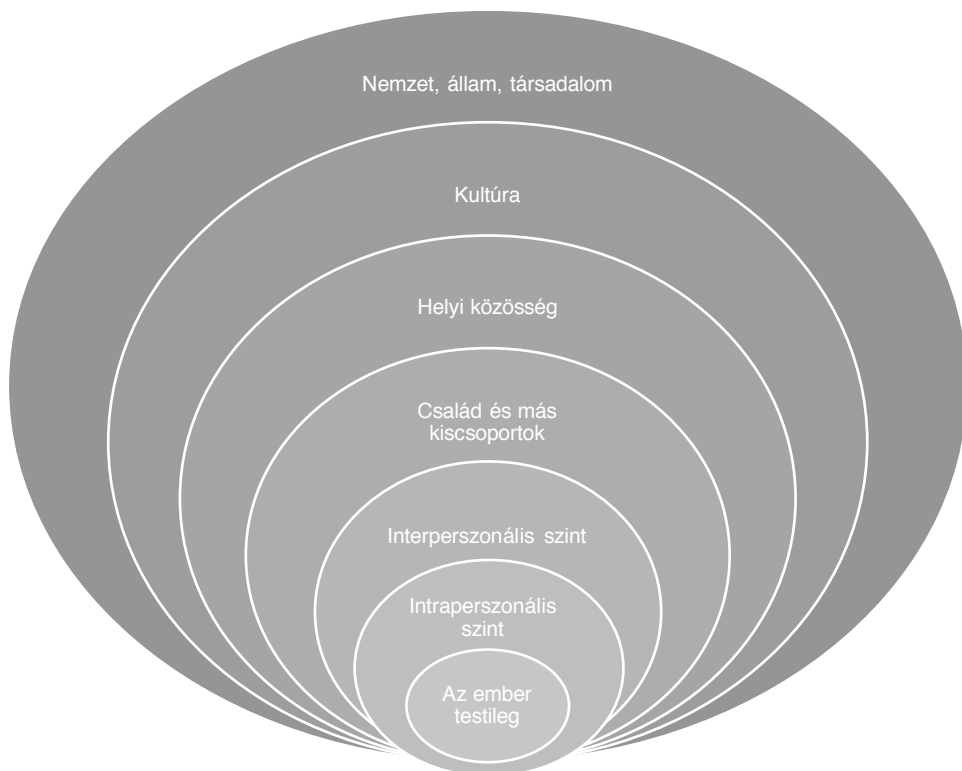 Nemzet, állam, társadalom
Kultúra
Helyi közösség
Család és más
kiscsoportok
Interperszonális szint
Intraperszonális
szint
Az ember
testileg